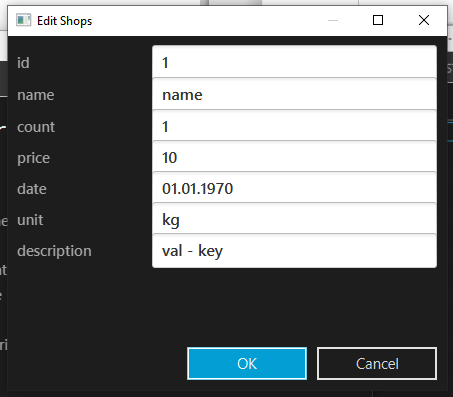 Edit Shops
id 1
name name
count 1
price 10
date 01.01.1970
unit kg
description val - key
OK Cancel